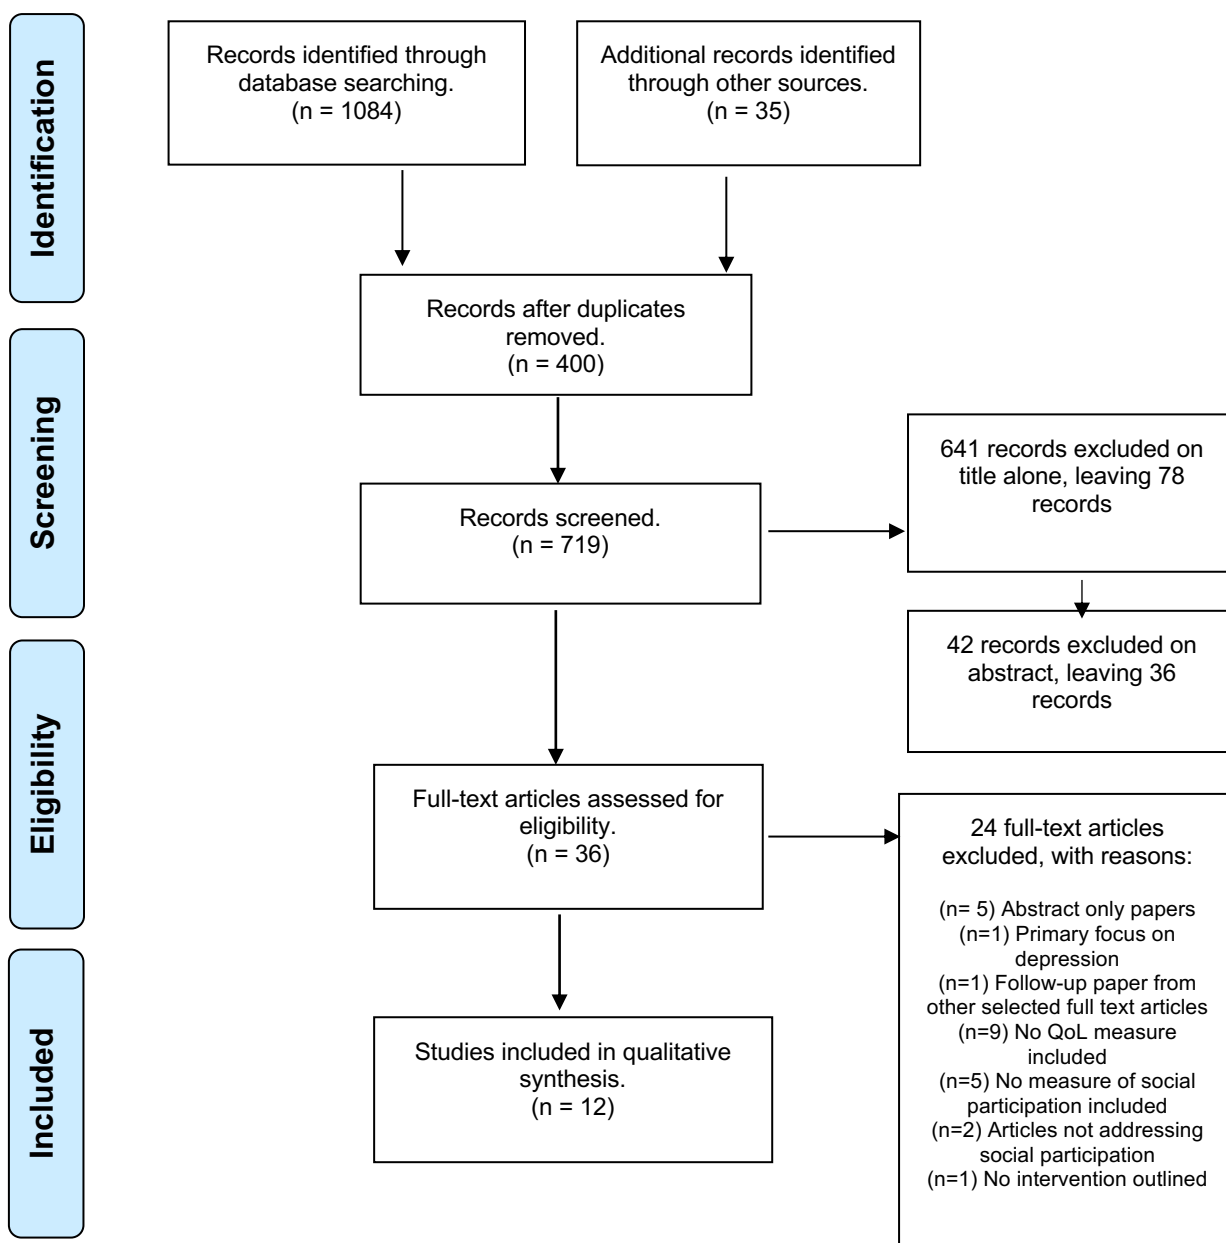 Identification
Records identified through
database searching.
(n = 1084)
Additional records identified
through other sources.
(n = 35)
Records after duplicates
removed.
(n = 400)
Screening
Records screened.
(n = 719)
641 records excluded on
title alone, leaving 78
records
42 records excluded on
abstract, leaving 36
records
Eligibility
Full-text articles assessed for
eligibility.
(n = 36)
24 full-text articles
excluded, with reasons:
(n= 5) Abstract only papers
(n=1) Primary focus on
depression
(n=1) Follow-up paper from
other selected full text articles
(n=9) No QoL measure
included
(n=5) No measure of social
participation included
(n=2) Articles not addressing
social participation
(n=1) No intervention outlined
Included
Studies included in qualitative
synthesis.
(n = 12)